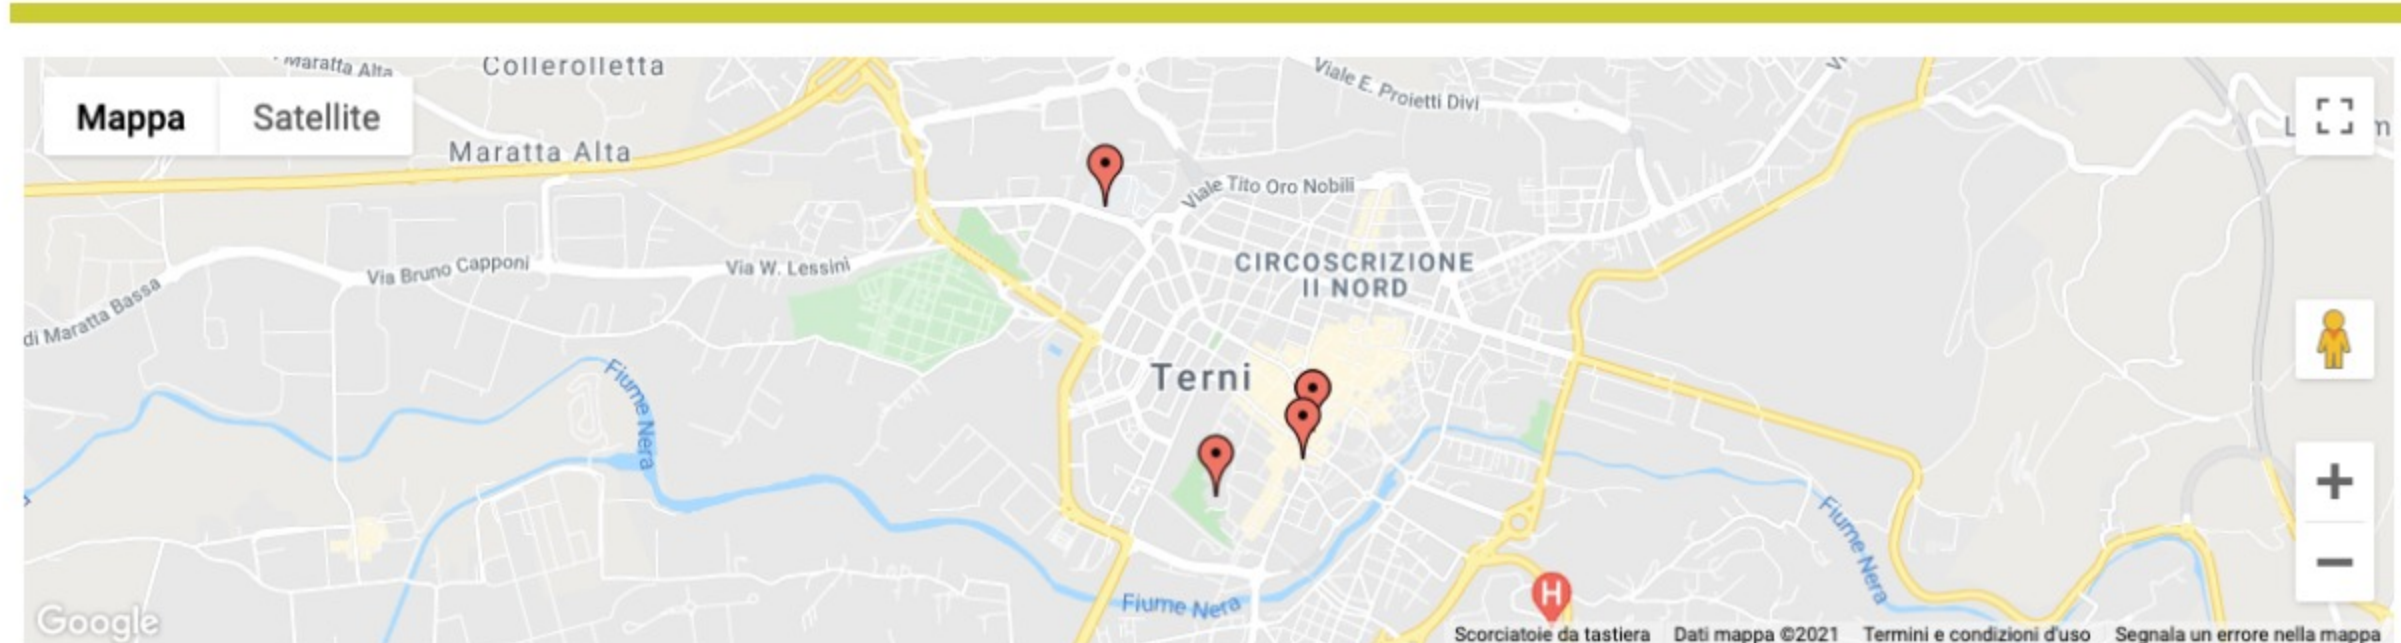 Maratta Alta
Collerolletta
Viale E. Proietti Divi
Mappa
Satellite
Maratta Alta
Viale Tito Oro Nobili
CIRCOSCRIZIONE
II NORD
Via Bruno Capponi
Via W. Lessini
di Maratta Bassa
Terni
Fiume Nera
Fiume Nera
Fiume Nera
H
Google
Scorciatoie da tastiera Dati mappa ©2021 Termini e condizioni d'uso Segnala un errore nella mappa